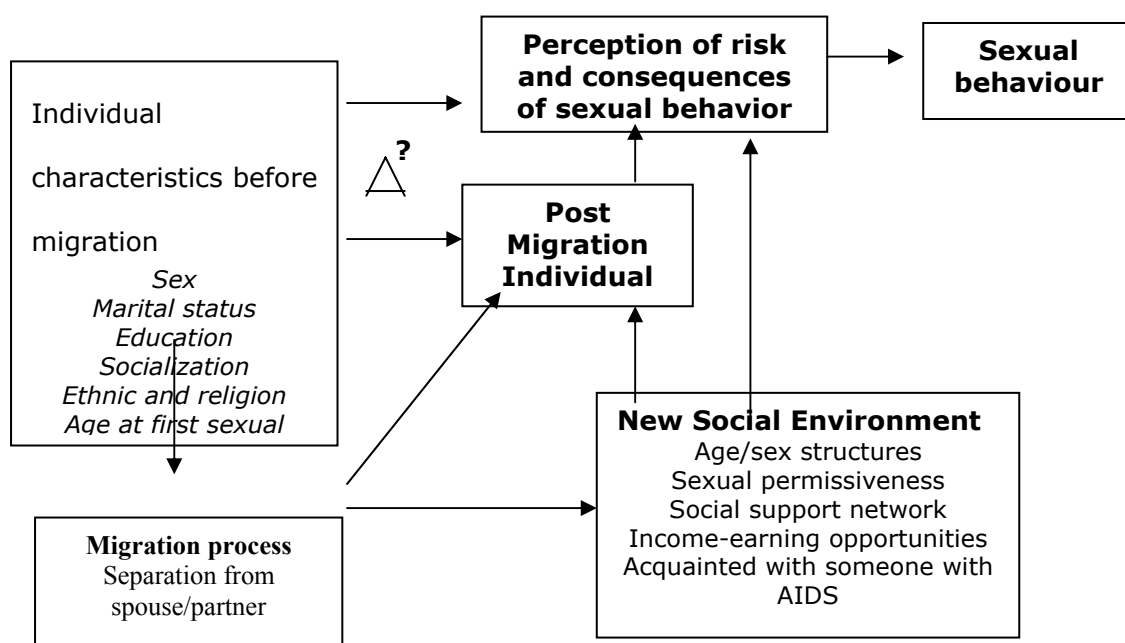 Individual
characteristics before
migration
Sex
Marital status
Education
Socialization
Ethnic and religion
Age at first sexual
Perception of risk
and consequences
of sexual behavior
Sexual
behaviour
?
Post
Migration
Individual
New Social Environment
Age/sex structures
Sexual permissiveness
Social support network
Income-earning opportunities
Acquainted with someone with
AIDS
Migration process
Separation from
spouse/partner